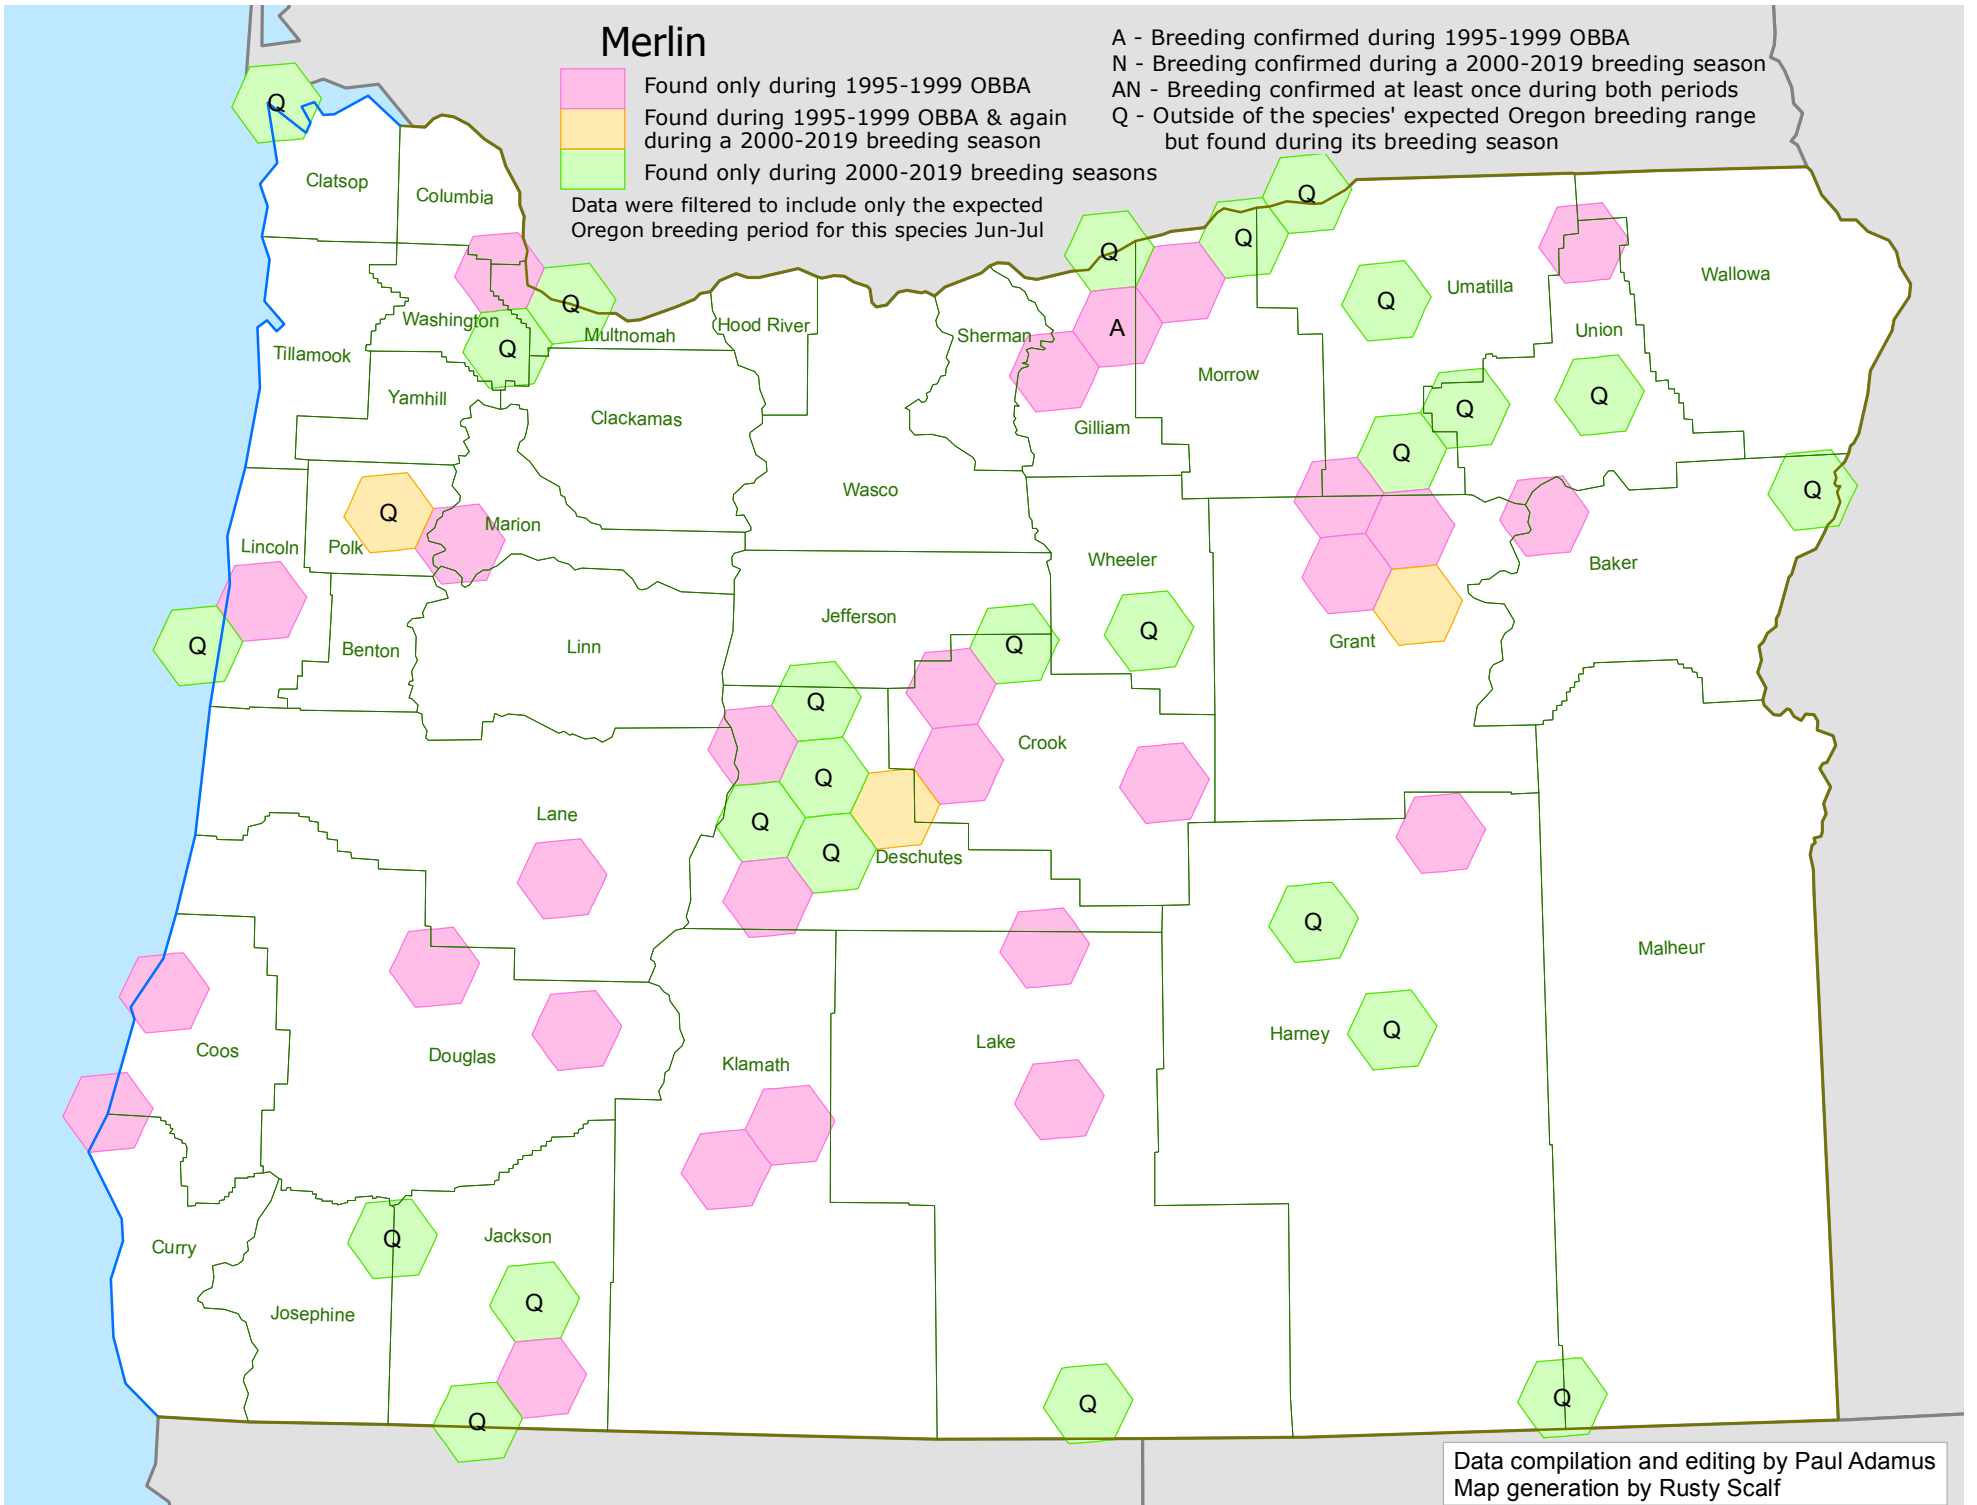 Merlin
Found only during 1995-1999 OBBA
Found during 1995-1999 OBBA & again
during a 2000-2019 breeding season
Found only during 2000-2019 breeding seasons
Data were filtered to include only the expected
Oregon breeding period for this species Jun-Jul
A - Breeding confirmed during 1995-1999 OBBA
N - Breeding confirmed during a 2000-2019 breeding season
AN - Breeding confirmed at least once during both periods
Q - Outside of the species' expected Oregon breeding range
but found during its breeding season
Q
Clatsop
Columbia
Q
Q
Q
Wallowa
Umatilla
Q
Q
Washington
Multnomah
Hood River
Sherman
A
Union
Tillamook
Q
Yamhill
Clackamas
Morrow
Gilliam
Q
Q
Q
Wasco
Q
Q
Q
Marion
Lincoln
Polk
Wheeler
Baker
Jefferson
Q
Grant
Q
Q
Benton
Linn
Q
Crook
Q
Lane
Q
Q
Deschutes
Q
Malheur
Q
Harney
Coos
Douglas
Klamath
Lake
Q
Curry
Jackson
Q
Josephine
Q
Q
Q
Data compilation and editing by Paul Adamus
Map generation by Rusty Scalf